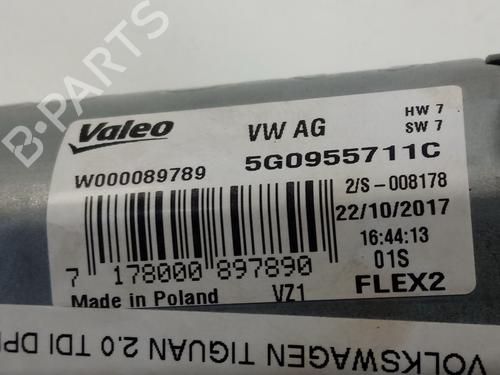 B-PARTS
Valeo
VW AG
HW 7
SW 7
W000089789
5G0955711C
2/S-008178
22/10/2017
16:44:13
01S
7 178000 897890
Made in Poland
VZ1
FLEX2
VOLKSWAGEN TIGUAN 2.0 TDI DPF